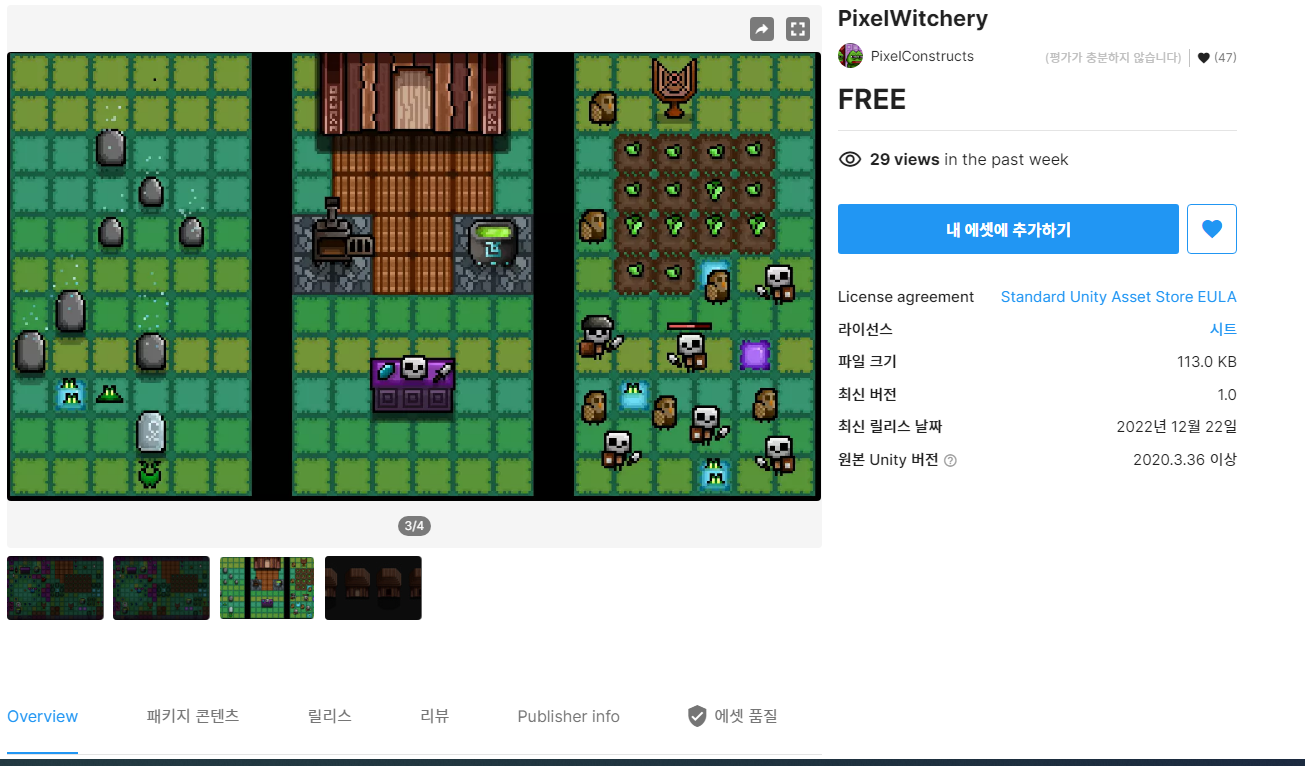 PixelWitchery
PixelConstructs
(평가가 충분하지 않습니다)
(47)
FREE
29 views in the past week
내 에셋에 추가하기
License agreement
Standard Unity Asset Store EULA
라이선스
시트
파일 크기
113.0 KB
최신 버전
1.0
최신 릴리스 날짜
2022년 12월 22일
원본 Unity 버전
2020.3.36 이상
3/4
Overview
패키지 콘텐츠
릴리스
리뷰
Publisher info
에셋 품질